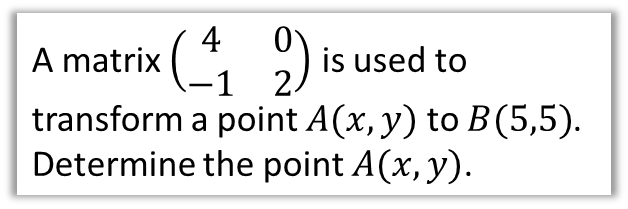 A matrix (4 0 −1 2) is used to
transform a point A(x, y) to B(5,5).
Determine the point A(x, y).